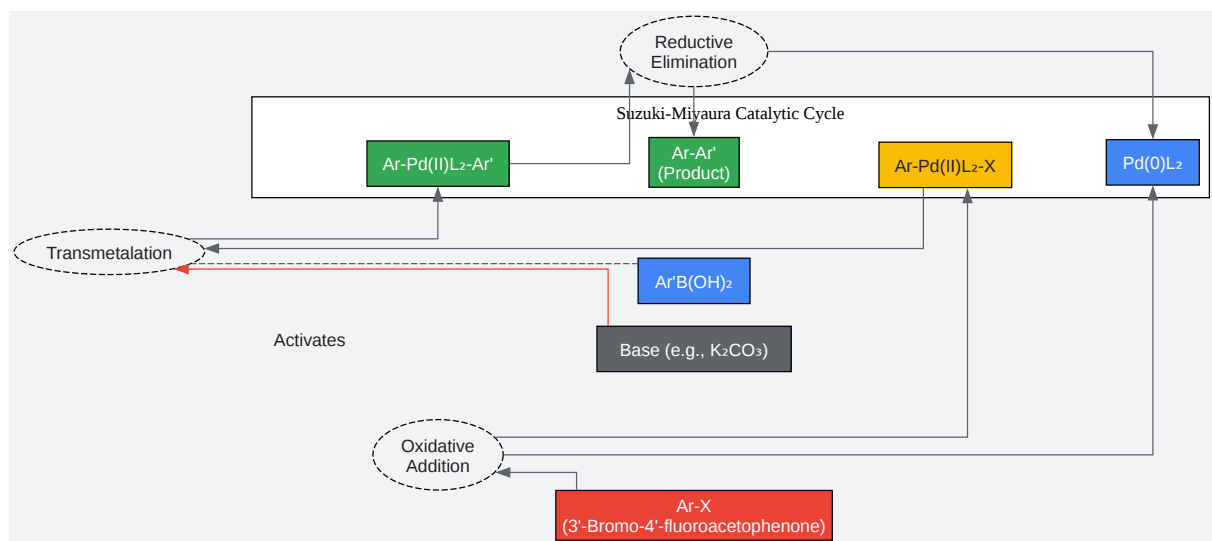 Reductive
Elimination
Suzuki-Miyaura Catalytic Cycle
Ar-Pd(II)L₂-Ar'
Ar-Ar'
(Product)
Ar-Pd(II)L₂-X
Pd(0)L₂
Transmetalation
Ar'B(OH)₂
Activates
Base (e.g., K₂CO₃)
Oxidative
Addition
Ar-X
(3'-Bromo-4'-fluoroacetophenone)